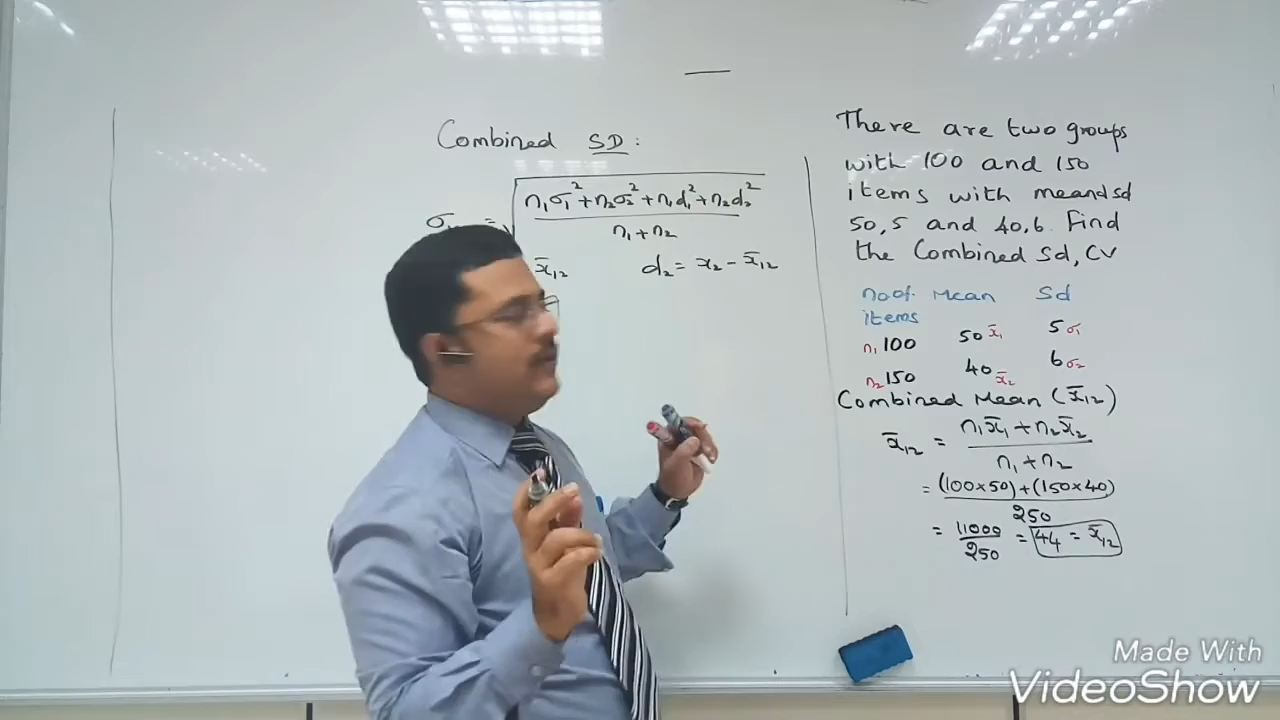 Combined SD:
n₁σ₁² + n₂σ₂² + n₁d₁² + n₂d₂²
=
n₁ + n₂
x̄₁₂
d₂ = x₂ - x̄₁₂
There are two groups
with 100 and 150
items with mean & sd
50, 5 and 40, 6. Find
the Combined Sd, CV
no of. Mean Sd
items
n₁ 100 50 x̄₁ 5 σ₁
n₂ 150 40 x̄₂ 6 σ₂
Combined Mean (x̄₁₂)
x̄₁₂ = n₁x̄₁ + n₂x̄₂
n₁ + n₂
= (100×50) + (150×40)
250
= 11000 = 44 = x̄₁₂
250
Made With
VideoShow